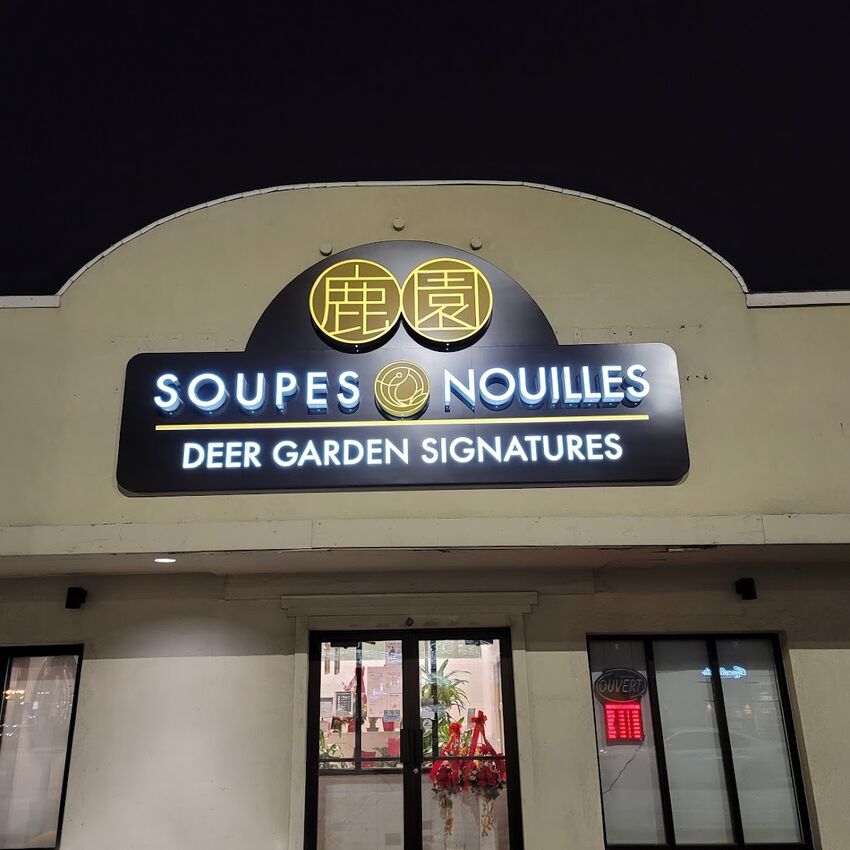 鹿園
SOUPES NOUILLES
DEER GARDEN SIGNATURES
OUVERT